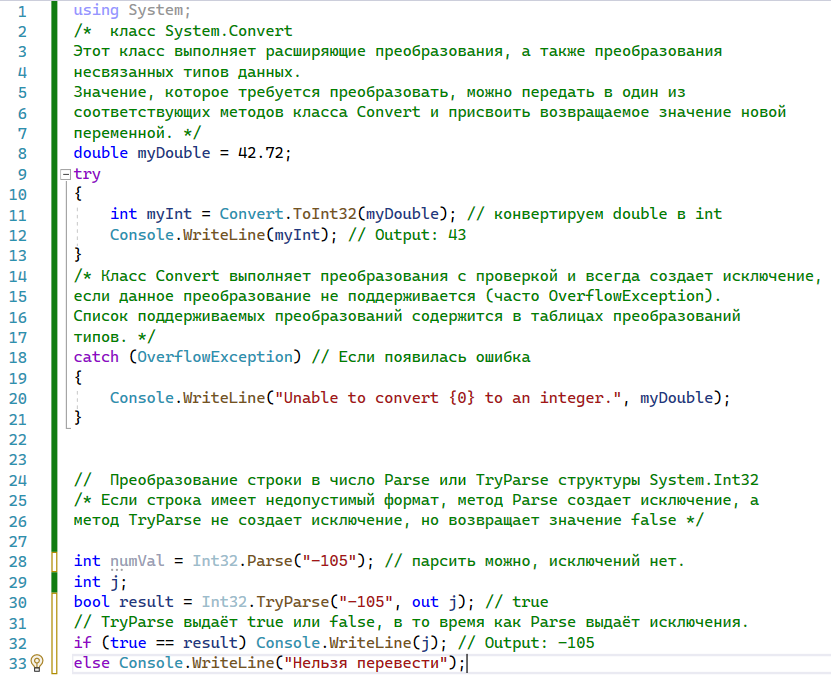 1 using System;
2 /*  класс System.Convert
3 Этот класс выполняет расширяющие преобразования, а также преобразования
4 несвязанных типов данных.
5 Значение, которое требуется преобразовать, можно передать в один из
6 соответствующих методов класса Convert и присвоить возвращаемое значение новой
7 переменной. */
8 double myDouble = 42.72;
9 try
10 {
11     int myInt = Convert.ToInt32(myDouble); // конвертируем double в int
12     Console.WriteLine(myInt); // Output: 43
13 }
14 /* Класс Convert выполняет преобразования с проверкой и всегда создает исключение,
15 если данное преобразование не поддерживается (часто OverflowException).
16 Список поддерживаемых преобразований содержится в таблицах преобразований
17 типов. */
18 catch (OverflowException) // Если появилась ошибка
19 {
20     Console.WriteLine("Unable to convert {0} to an integer.", myDouble);
21 }
22
23
24 //  Преобразование строки в число Parse или TryParse структуры System.Int32
25 /* Если строка имеет недопустимый формат, метод Parse создает исключение, а
26 метод TryParse не создает исключение, но возвращает значение false */
27
28 int numVal = Int32.Parse("-105"); // парсить можно, исключений нет.
29 int j;
30 bool result = Int32.TryParse("-105", out j); // true
31 // TryParse выдаёт true или false, в то время как Parse выдаёт исключения.
32 if (true == result) Console.WriteLine(j); // Output: -105
33 else Console.WriteLine("Нельзя перевести");